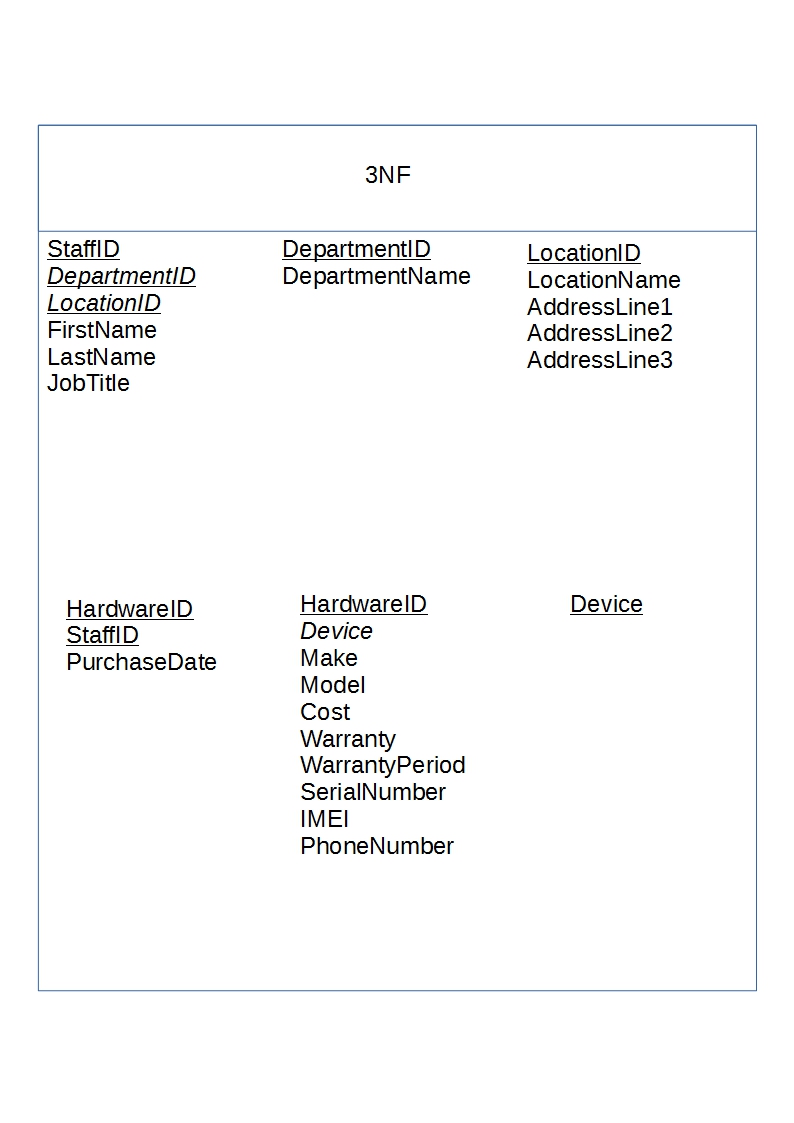 3NF
StaffID
DepartmentID
LocationID
FirstName
LastName
JobTitle
DepartmentID
DepartmentName
LocationID
LocationName
AddressLine1
AddressLine2
AddressLine3
HardwareID
StaffID
PurchaseDate
HardwareID
Device
Make
Model
Cost
Warranty
WarrantyPeriod
SerialNumber
IMEI
PhoneNumber
Device